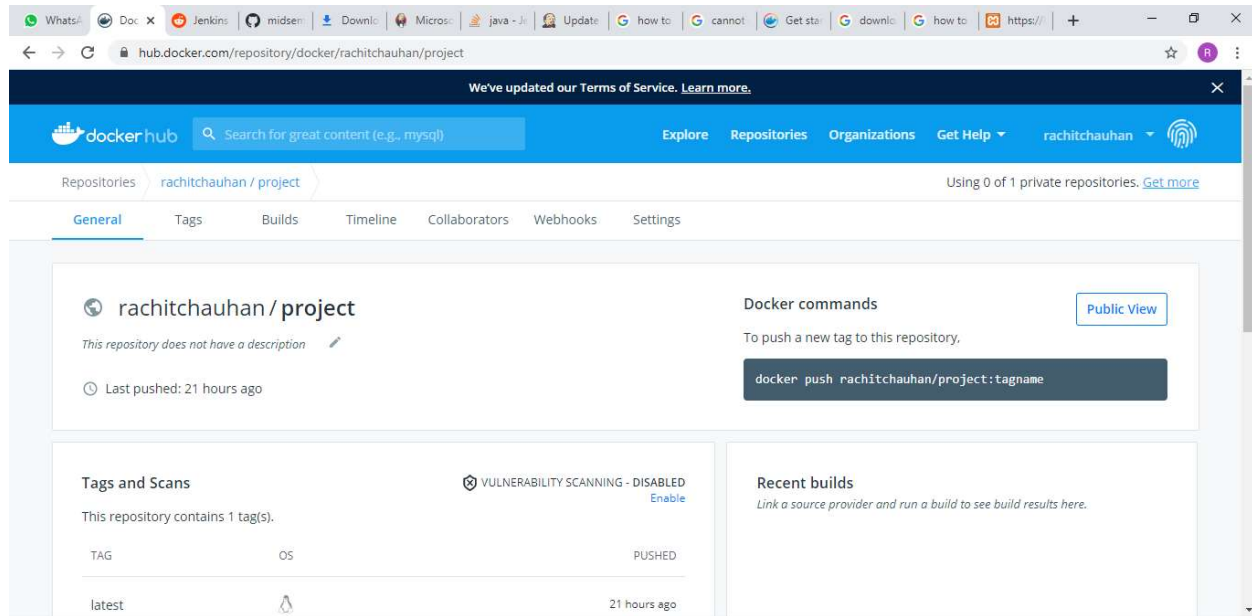 WhatsA Doc Jenkins midsem Downlo Microso java - Je Update how to cannot Get star downlo how to https://
hub.docker.com/repository/docker/rachitchauhan/project R
We've updated our Terms of Service. Learn more.
docker hub Search for great content (e.g., mysql) Explore Repositories Organizations Get Help rachitchauhan
Repositories rachitchauhan / project Using 0 of 1 private repositories. Get more
General Tags Builds Timeline Collaborators Webhooks Settings
rachitchauhan / project
This repository does not have a description
Last pushed: 21 hours ago
Docker commands Public View
To push a new tag to this repository,
docker push rachitchauhan/project:tagname
Tags and Scans VULNERABILITY SCANNING - DISABLED
Enable
This repository contains 1 tag(s).
TAG OS PUSHED
latest 21 hours ago
Recent builds
Link a source provider and run a build to see build results here.